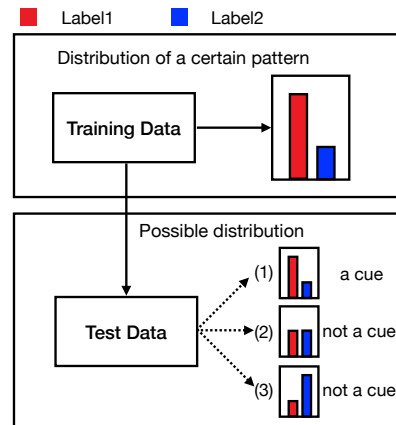 Label1 Label2
Distribution of a certain pattern
Training Data
Possible distribution
(1) a cue
Test Data
(2) not a cue
(3) not a cue